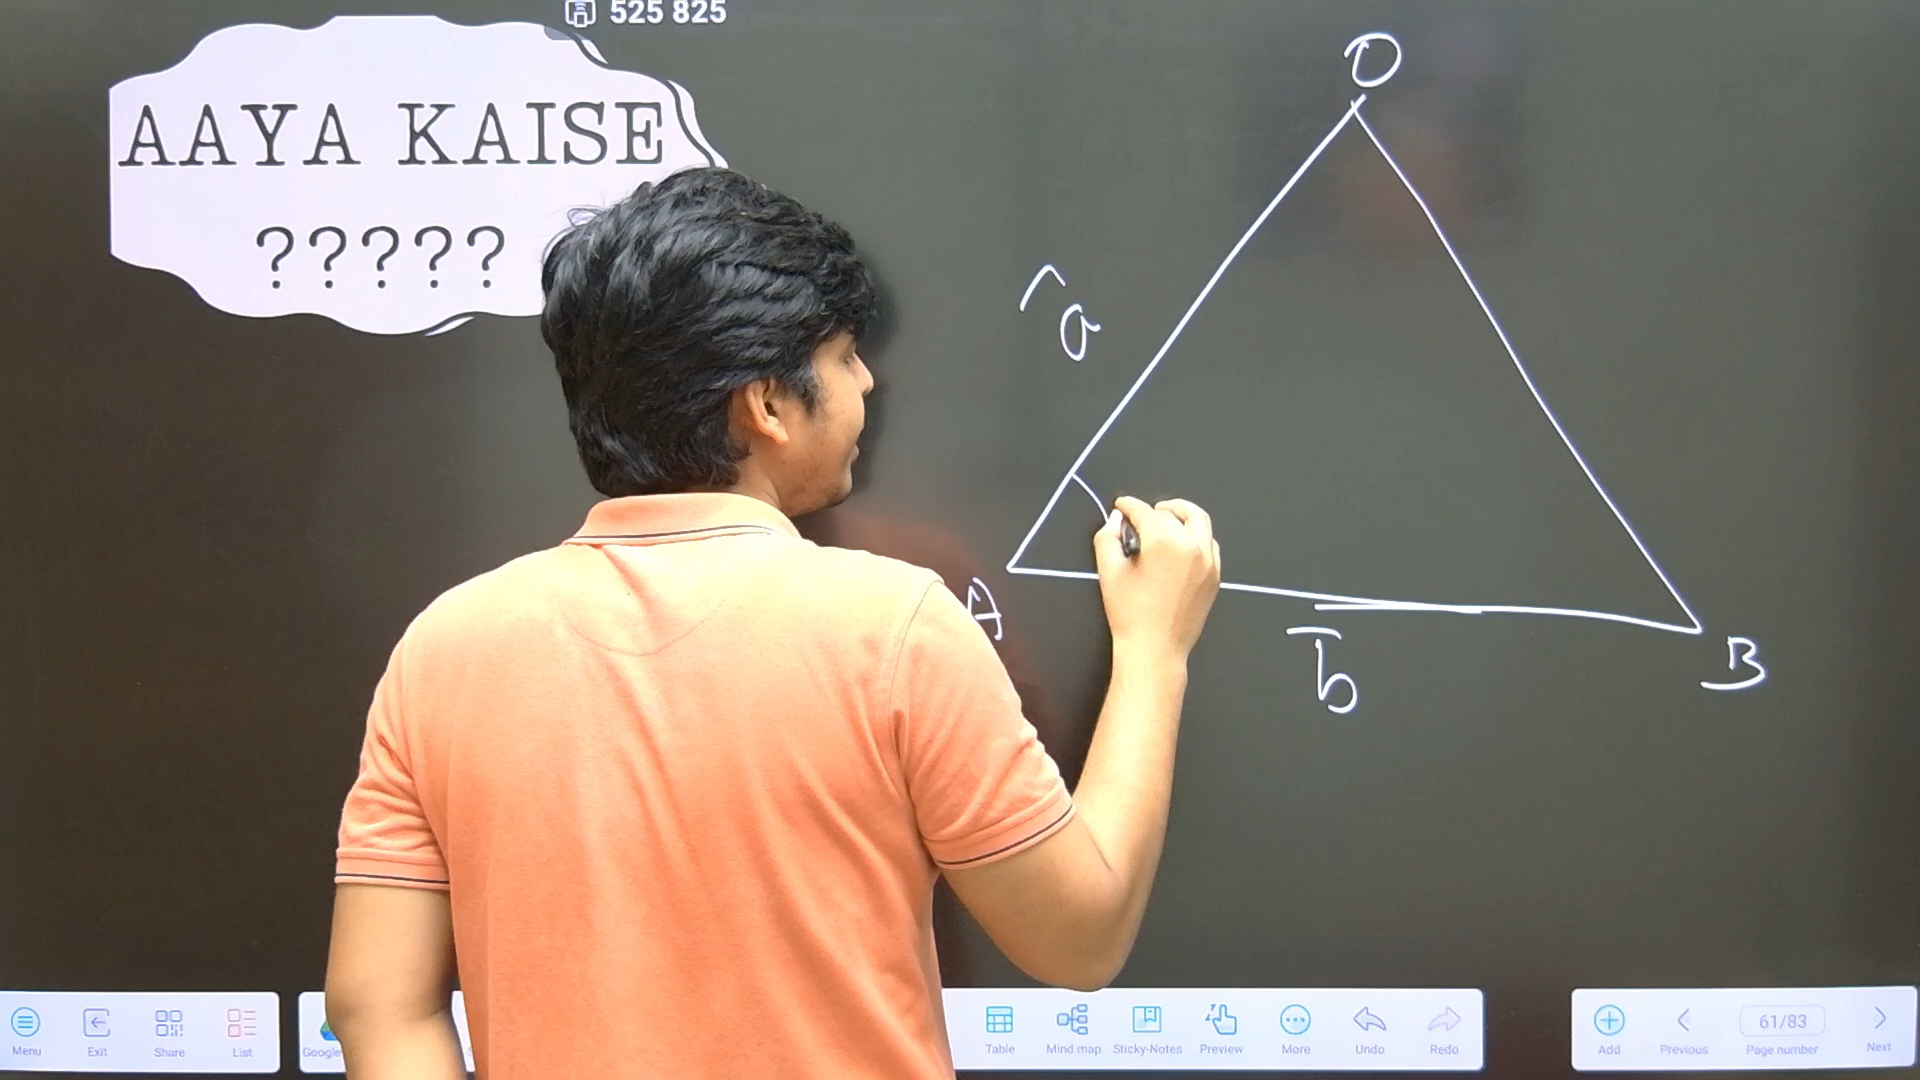 525 825
AAYA KAISE
?????
O
a
A
b
B
Menu
Exit
Share
List
Google
Table
Mind map
Sticky-Notes
Preview
More
Undo
Redo
Add
Previous
61/83
Page number
Next